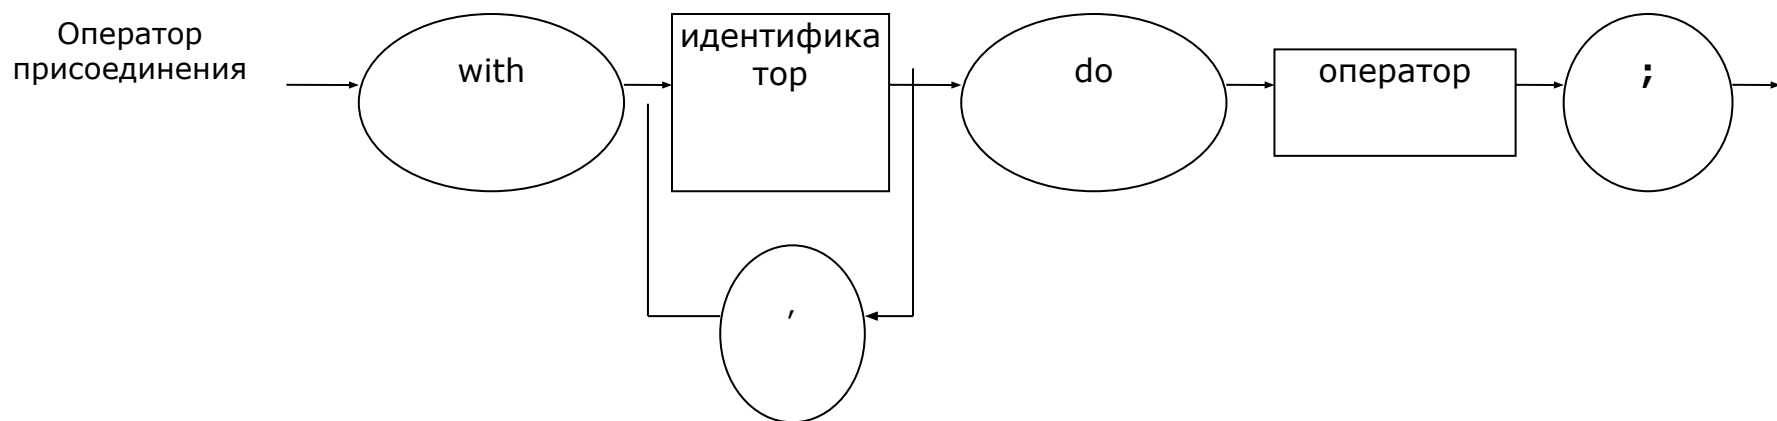 Оператор
присоединения
with
идентифика
тор
do
оператор
;
,